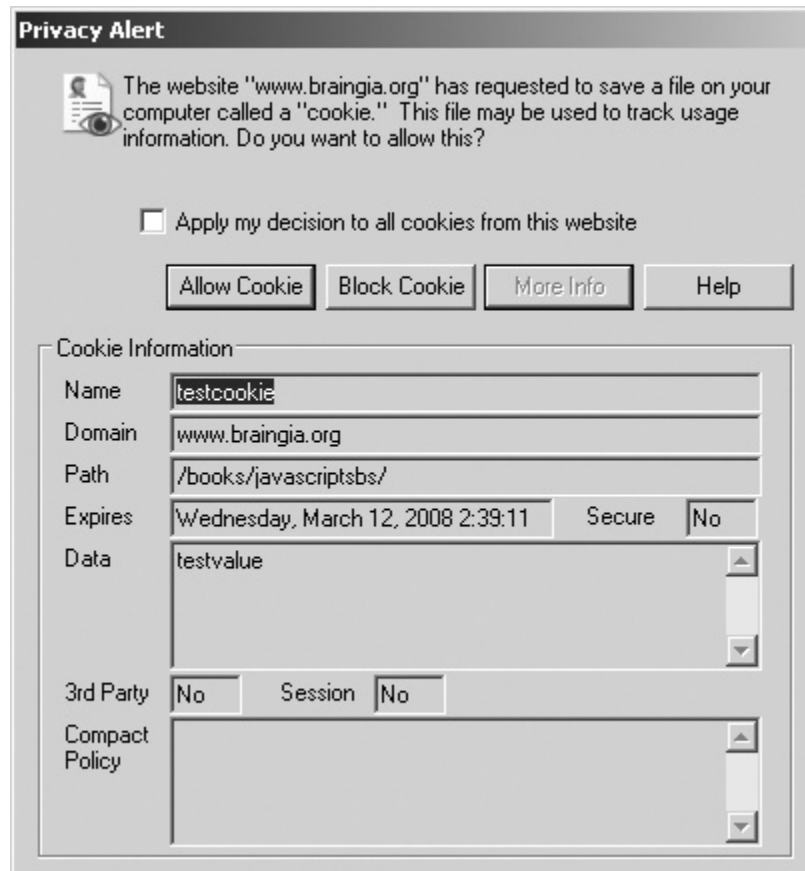 Privacy Alert
The website "www.braingia.org" has requested to save a file on your
computer called a "cookie." This file may be used to track usage
information. Do you want to allow this?
Apply my decision to all cookies from this website
Allow Cookie Block Cookie More Info Help
Cookie Information
Name testcookie
Domain www.braingia.org
Path /books/javascriptsbs/
Expires Wednesday, March 12, 2008 2:39:11 Secure No
Data testvalue
3rd Party No Session No
Compact
Policy